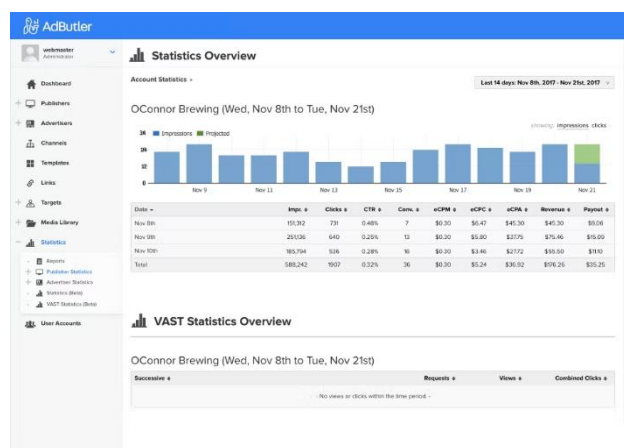 AdButler
webmaster
Administrator
Dashboard
Publishers
Advertisers
Channels
Templates
Links
Targets
Media Library
Statistics
Reports
Publisher Statistics
Advertiser Statistics
Statistics (Beta)
VAST Statistics (Beta)
User Accounts
Statistics Overview
Account Statistics
Last 14 days: Nov 8th, 2017 - Nov 21st, 2017
OConnor Brewing (Wed, Nov 8th to Tue, Nov 21st)
showing: impressions, clicks
Impressions Projected
Nov 9 Nov 11 Nov 13 Nov 15 Nov 17 Nov 19 Nov 21
Date Imps. Clicks CTR Conv. eCPM eCPC eCPA Revenue Payout
Nov 8th 151,312 731 0.48% 7 $0.30 $6.47 $45.30 $45.30 $9.06
Nov 9th 251,136 640 0.25% 13 $0.30 $5.90 $37.75 $75.46 $15.09
Nov 10th 185,794 536 0.28% 16 $0.30 $3.46 $27.72 $55.50 $11.10
Total 588,242 1907 0.32% 36 $0.30 $5.24 $36.92 $176.26 $35.25
VAST Statistics Overview
OConnor Brewing (Wed, Nov 8th to Tue, Nov 21st)
Successive Requests Views Combined Clicks
- No views or clicks within the time period. -